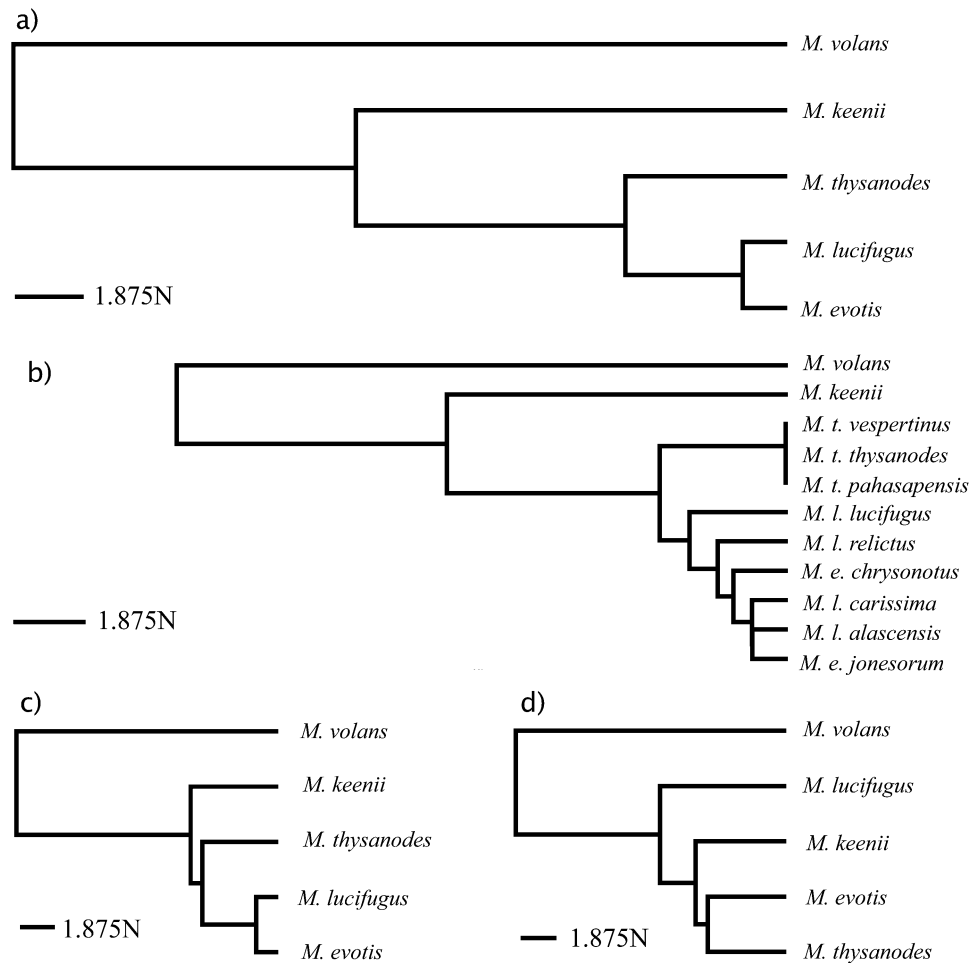 a)
M. volans
M. keenii
M. thysanodes
M. lucifugus
M. evotis
1.875N
b)
M. volans
M. keenii
M. t. vespertinus
M. t. thysanodes
M. t. pahasapensis
M. l. lucifugus
M. l. relictus
M. e. chrysonotus
M. l. carissima
M. l. alascensis
M. e. jonesorum
1.875N
c)
M. volans
M. keenii
M. thysanodes
M. lucifugus
M. evotis
1.875N
d)
M. volans
M. lucifugus
M. keenii
M. evotis
M. thysanodes
1.875N